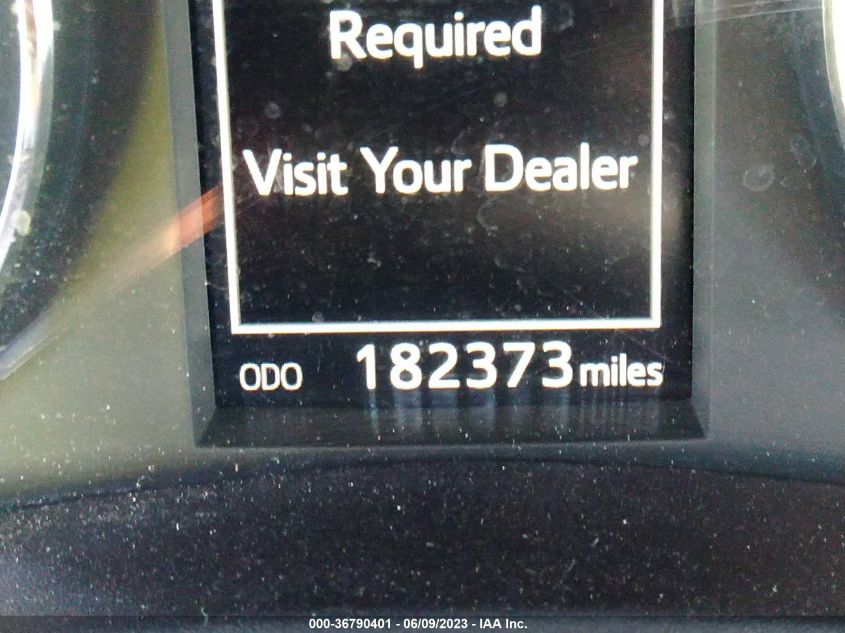 Required
Visit Your Dealer
ODO 182373 miles
000-36790401 - 06/09/2023 - IAA Inc.